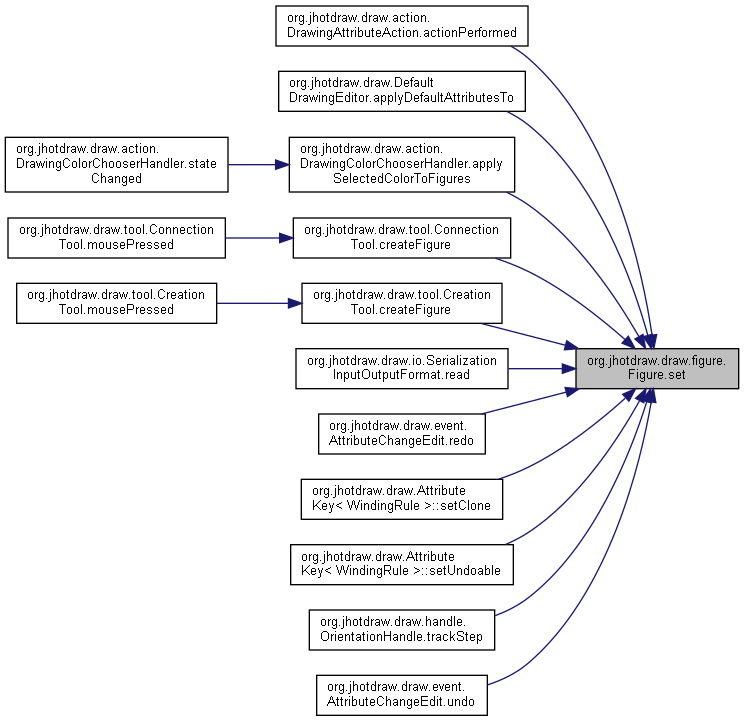 org.jhotdraw.draw.action.
DrawingAttributeAction.actionPerformed
org.jhotdraw.draw.Default
DrawingEditor.applyDefaultAttributesTo
org.jhotdraw.draw.action.
DrawingColorChooserHandler.state
Changed
org.jhotdraw.draw.action.
DrawingColorChooserHandler.apply
SelectedColorToFigures
org.jhotdraw.draw.tool.Connection
Tool.mousePressed
org.jhotdraw.draw.tool.Connection
Tool.createFigure
org.jhotdraw.draw.tool.Creation
Tool.mousePressed
org.jhotdraw.draw.tool.Creation
Tool.createFigure
org.jhotdraw.draw.io.Serialization
InputOutputFormat.read
org.jhotdraw.draw.figure.
Figure.set
org.jhotdraw.draw.event.
AttributeChangeEdit.redo
org.jhotdraw.draw.Attribute
Key< WindingRule >::setClone
org.jhotdraw.draw.Attribute
Key< WindingRule >::setUndoable
org.jhotdraw.draw.handle.
OrientationHandle.trackStep
org.jhotdraw.draw.event.
AttributeChangeEdit.undo